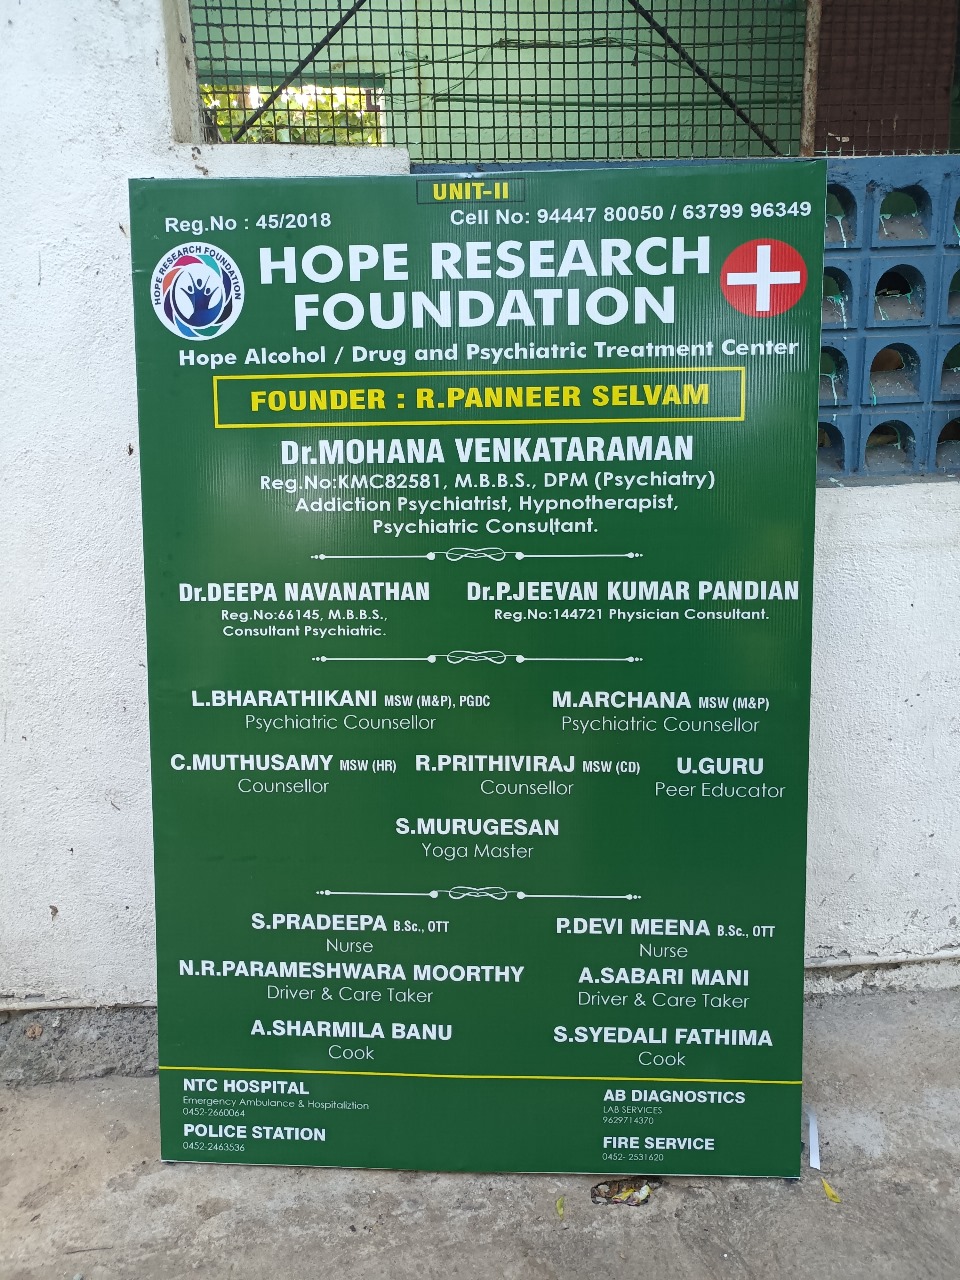 UNIT-II
Reg.No : 45/2018
Cell No: 94447 80050 / 63799 96349
HOPE RESEARCH FOUNDATION
HOPE RESEARCH
FOUNDATION
Hope Alcohol / Drug and Psychiatric Treatment Center
FOUNDER : R.PANNEER SELVAM
Dr.MOHANA VENKATARAMAN
Reg.No:KMC82581, M.B.B.S., DPM (Psychiatry)
Addiction Psychiatrist, Hypnotherapist,
Psychiatric Consultant.
Dr.DEEPA NAVANATHAN
Reg.No:66145, M.B.B.S.,
Consultant Psychiatric.
Dr.P.JEEVAN KUMAR PANDIAN
Reg.No:144721 Physician Consultant.
L.BHARATHIKANI MSW (M&P), PGDC
Psychiatric Counsellor
M.ARCHANA MSW (M&P)
Psychiatric Counsellor
C.MUTHUSAMY MSW (HR)
Counsellor
R.PRITHIVIRAJ MSW (CD)
Counsellor
U.GURU
Peer Educator
S.MURUGESAN
Yoga Master
S.PRADEEPA B.Sc., OTT
Nurse
P.DEVI MEENA B.Sc., OTT
Nurse
N.R.PARAMESHWARA MOORTHY
Driver & Care Taker
A.SABARI MANI
Driver & Care Taker
A.SHARMILA BANU
Cook
S.SYEDALI FATHIMA
Cook
NTC HOSPITAL
Emergency Ambulance & Hospitaliztion
0452-2660064
POLICE STATION
0452-2463536
AB DIAGNOSTICS
LAB SERVICES
9629714370
FIRE SERVICE
0452- 2531620